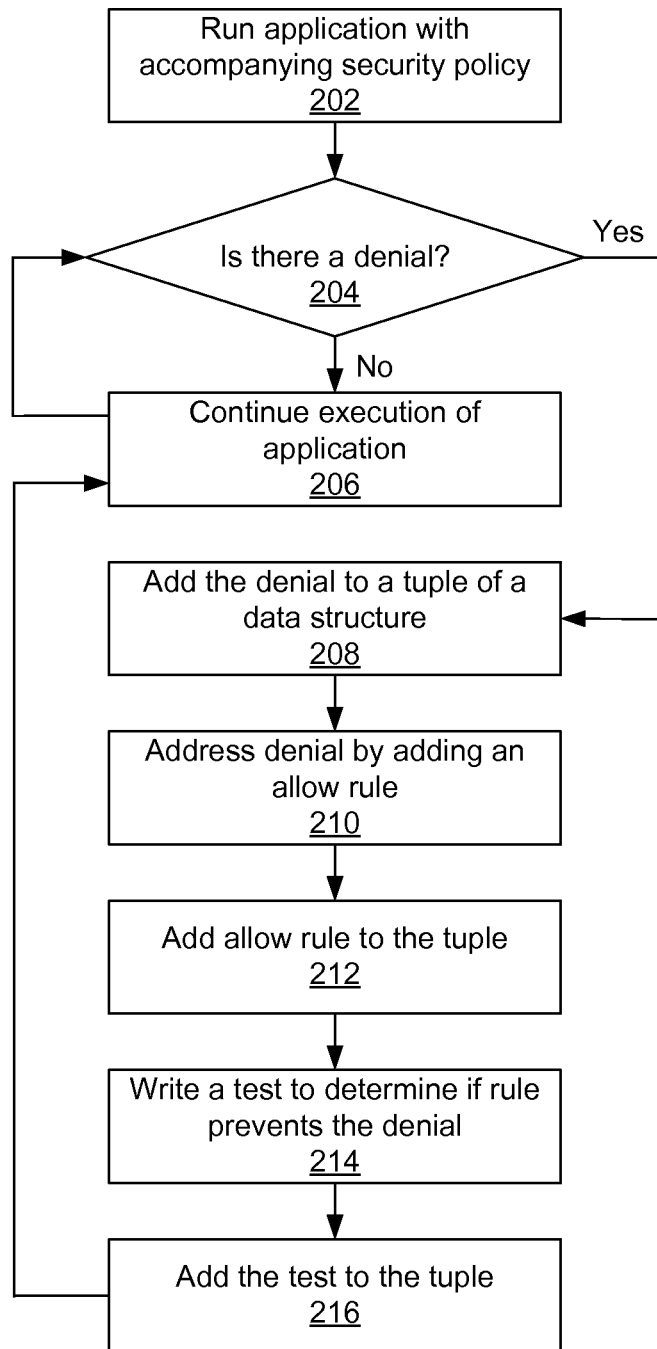 Run application with
accompanying security policy
202
Is there a denial?
204
Yes
No
Continue execution of
application
206
Add the denial to a tuple of a
data structure
208
Address denial by adding an
allow rule
210
Add allow rule to the tuple
212
Write a test to determine if rule
prevents the denial
214
Add the test to the tuple
216